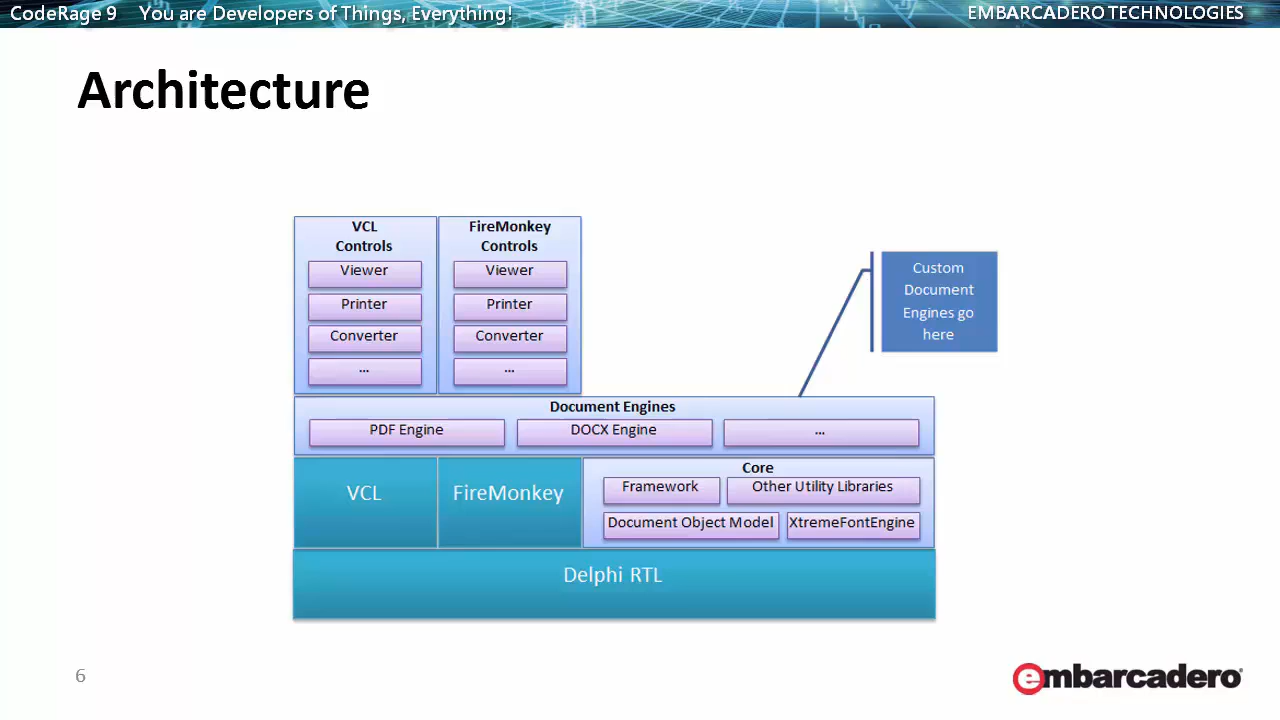 CodeRage 9 You are Developers of Things, Everything!
EMBARCADERO TECHNOLOGIES
Architecture
VCL
Controls
Viewer
Printer
Converter
...
FireMonkey
Controls
Viewer
Printer
Converter
...
Custom
Document
Engines go
here
Document Engines
PDF Engine
DOCX Engine
...
VCL
FireMonkey
Core
Framework
Other Utility Libraries
Document Object Model
XtremeFontEngine
Delphi RTL
6
embarcadero